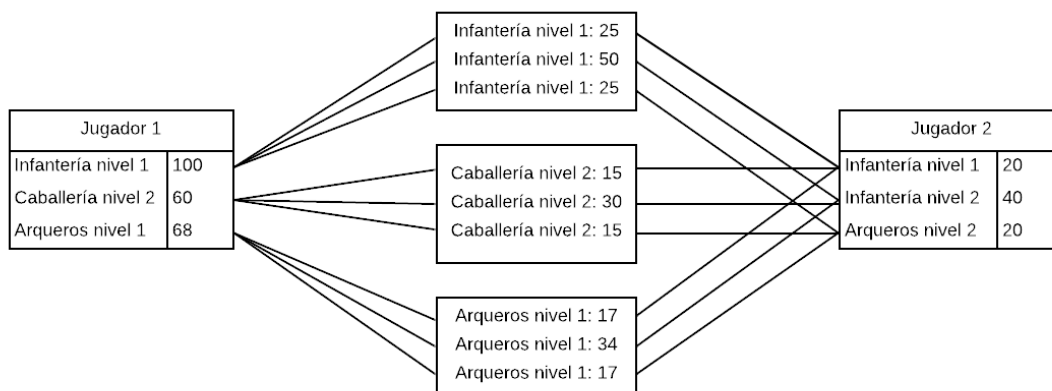 Infantería nivel 1: 25
Infantería nivel 1: 50
Infantería nivel 1: 25
Jugador 1
Infantería nivel 1 100
Caballería nivel 2 60
Arqueros nivel 1 68
Caballería nivel 2: 15
Caballería nivel 2: 30
Caballería nivel 2: 15
Arqueros nivel 1: 17
Arqueros nivel 1: 34
Arqueros nivel 1: 17
Jugador 2
Infantería nivel 1 20
Infantería nivel 2 40
Arqueros nivel 2 20